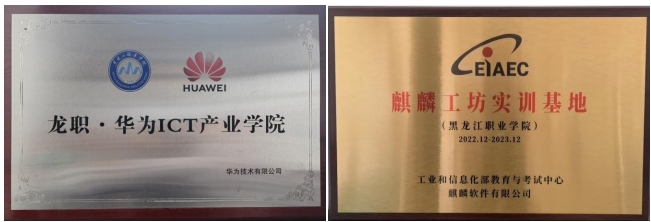 HUAWEI
龙职·华为ICT产业学院
华为技术有限公司
EIAEC
麒麟工坊实训基地
(黑龙江职业学院)
2022.12-2023.12
工业和信息化部教育与考试中心
麒麟软件有限公司